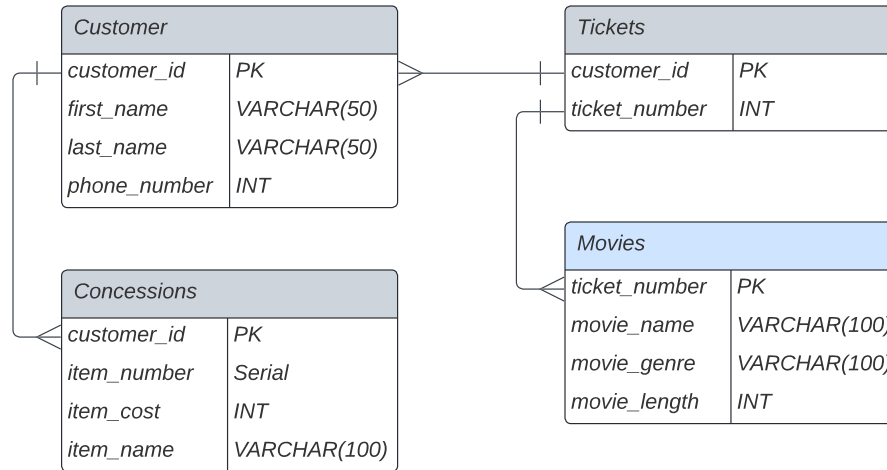 Customer
customer_id PK
first_name VARCHAR(50)
last_name VARCHAR(50)
phone_number INT
Tickets
customer_id PK
ticket_number INT
Concessions
customer_id PK
item_number Serial
item_cost INT
item_name VARCHAR(100)
Movies
ticket_number PK
movie_name VARCHAR(100)
movie_genre VARCHAR(100)
movie_length INT